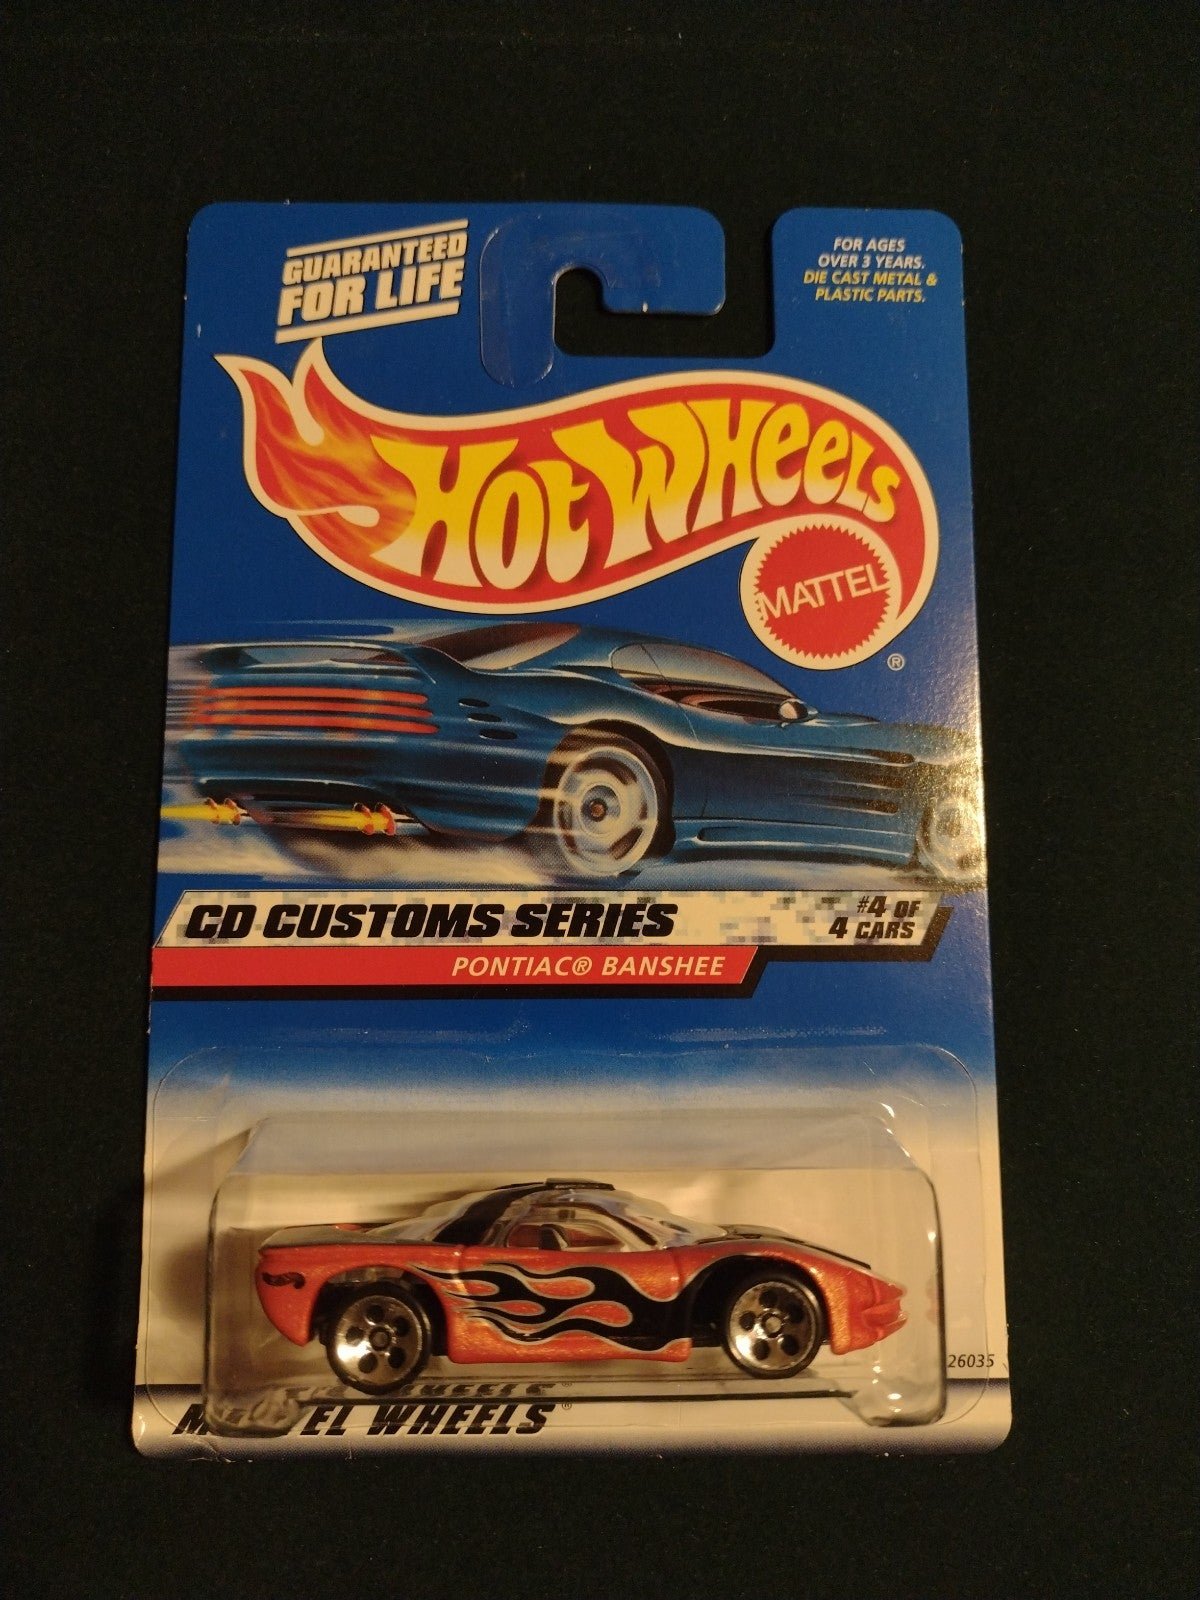 GUARANTEED
FOR LIFE
FOR AGES
OVER 3 YEARS.
DIE CAST METAL &
PLASTIC PARTS.
HOT WHEELS
MATTEL
®
CD CUSTOMS SERIES
#4 OF
4 CARS
PONTIAC® BANSHEE
26035
WHEELS®